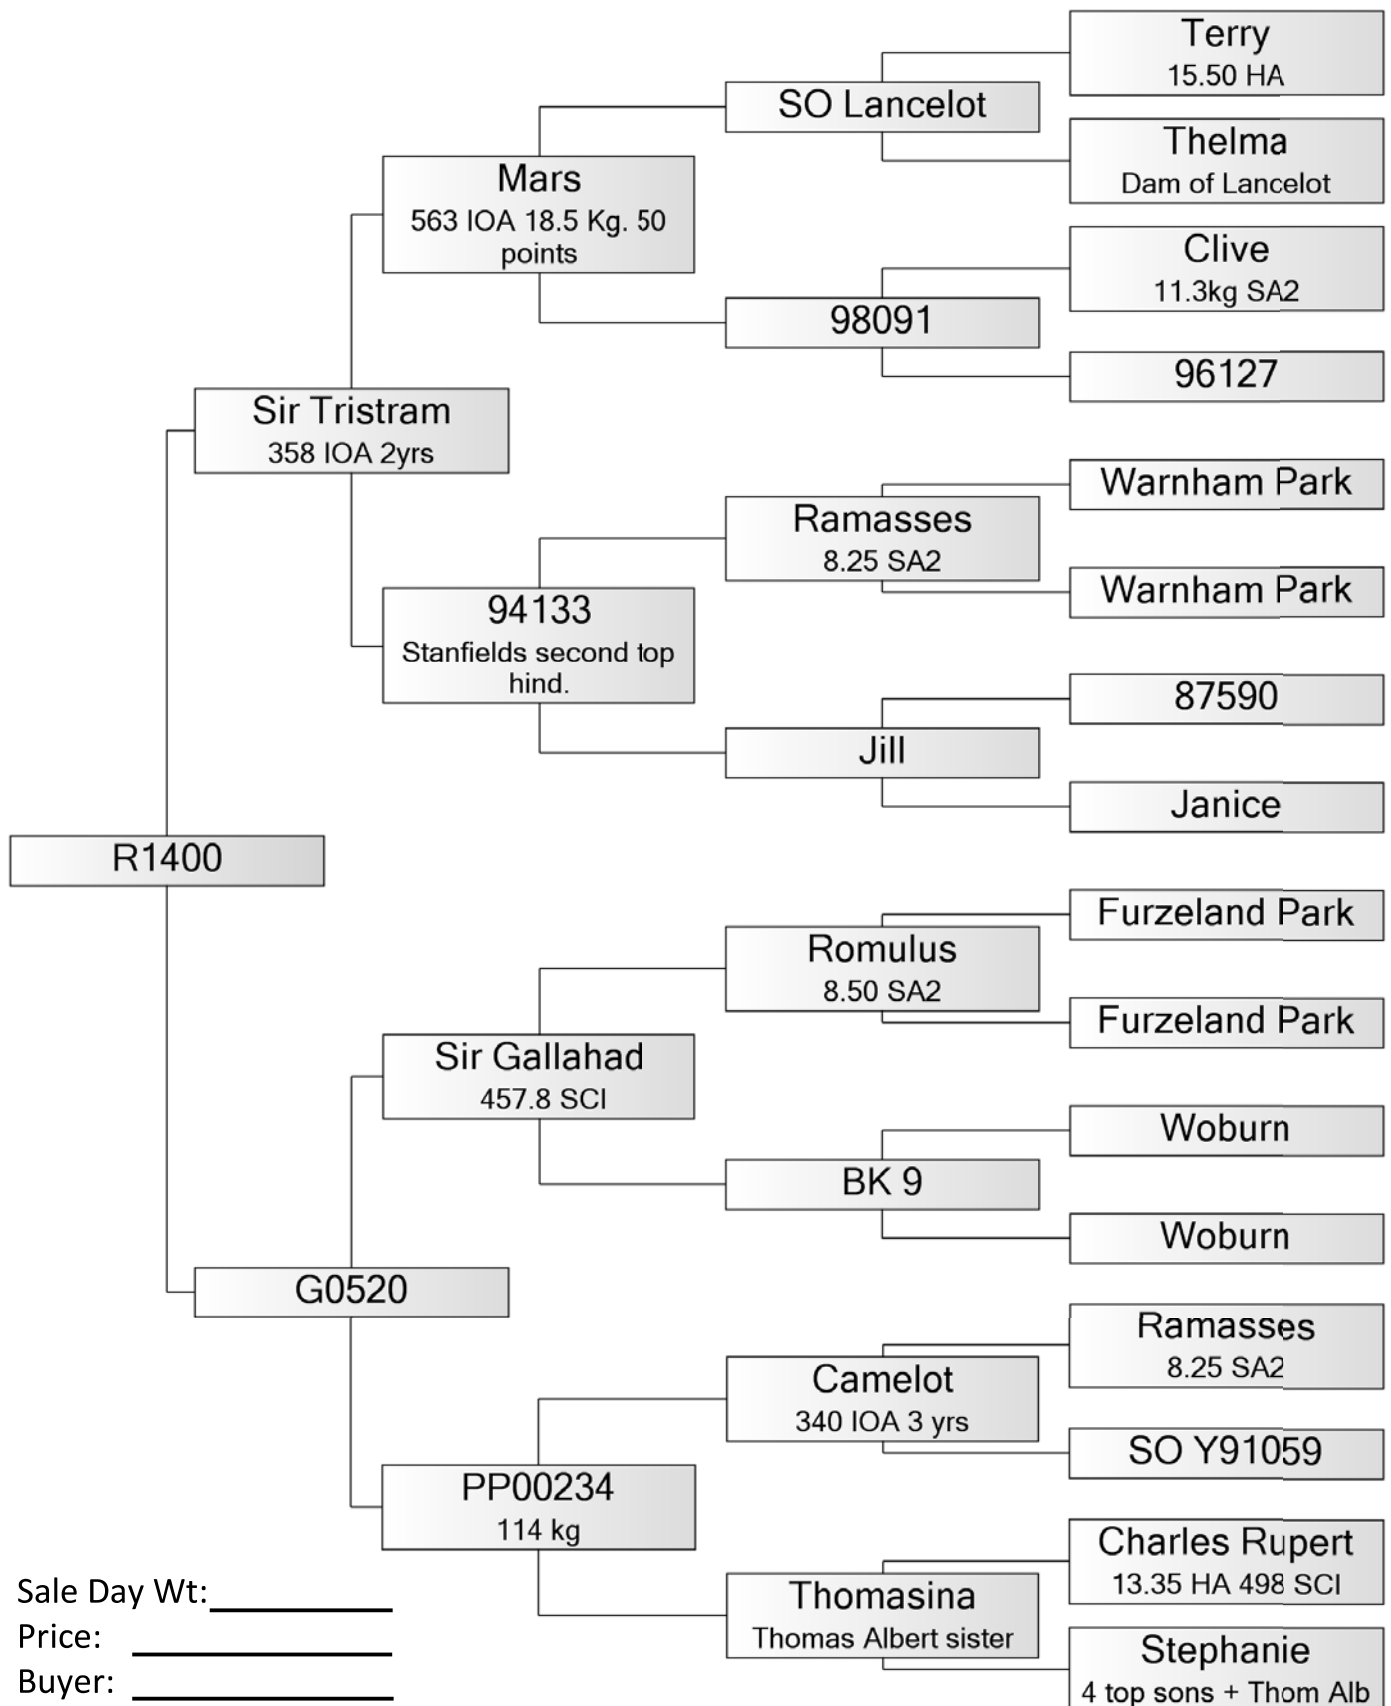 Terry
15.50 HA
SO Lancelot
Thelma
Dam of Lancelot
Mars
563 IOA 18.5 Kg. 50
points
Clive
11.3kg SA2
98091
96127
Sir Tristram
358 IOA 2yrs
Warnham Park
Ramasses
8.25 SA2
Warnham Park
94133
Stanfields second top
hind.
87590
Jill
Janice
R1400
Furzeland Park
Romulus
8.50 SA2
Furzeland Park
Sir Gallahad
457.8 SCI
Woburn
BK 9
Woburn
G0520
Ramasses
8.25 SA2
Camelot
340 IOA 3 yrs
SO Y91059
PP00234
114 kg
Charles Rupert
13.35 HA 498 SCI
Thomasina
Thomas Albert sister
Stephanie
4 top sons + Thom Alb
Sale Day Wt:
Price:
Buyer: